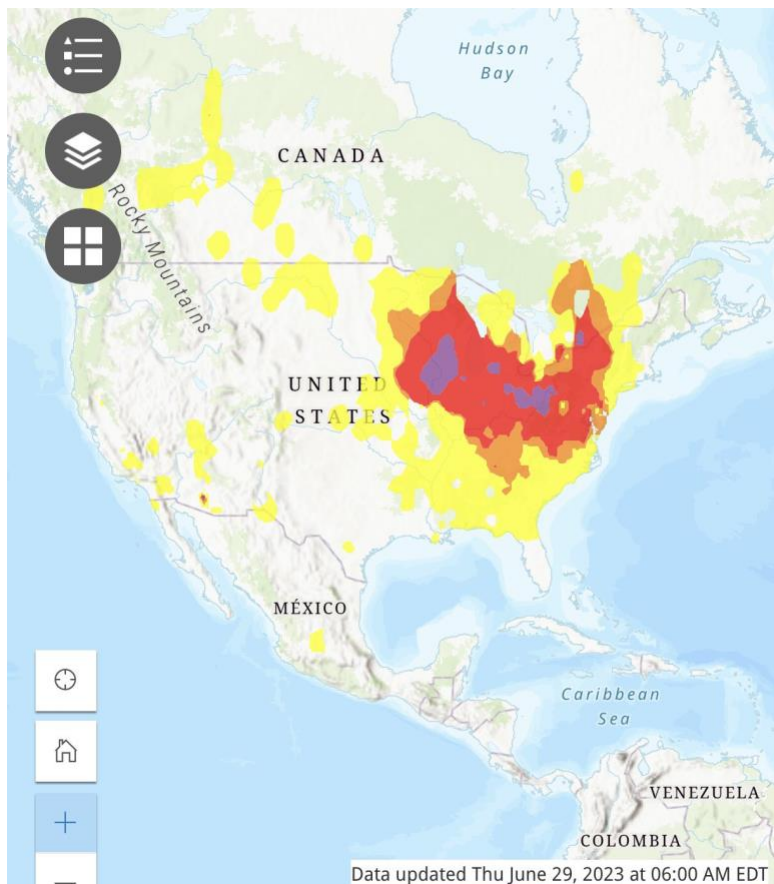 Hudson
Bay
CANADA
Rocky Mountains
UNITED
STATES
MÉXICO
Caribbean
Sea
VENEZUELA
COLOMBIA
Data updated Thu June 29, 2023 at 06:00 AM EDT